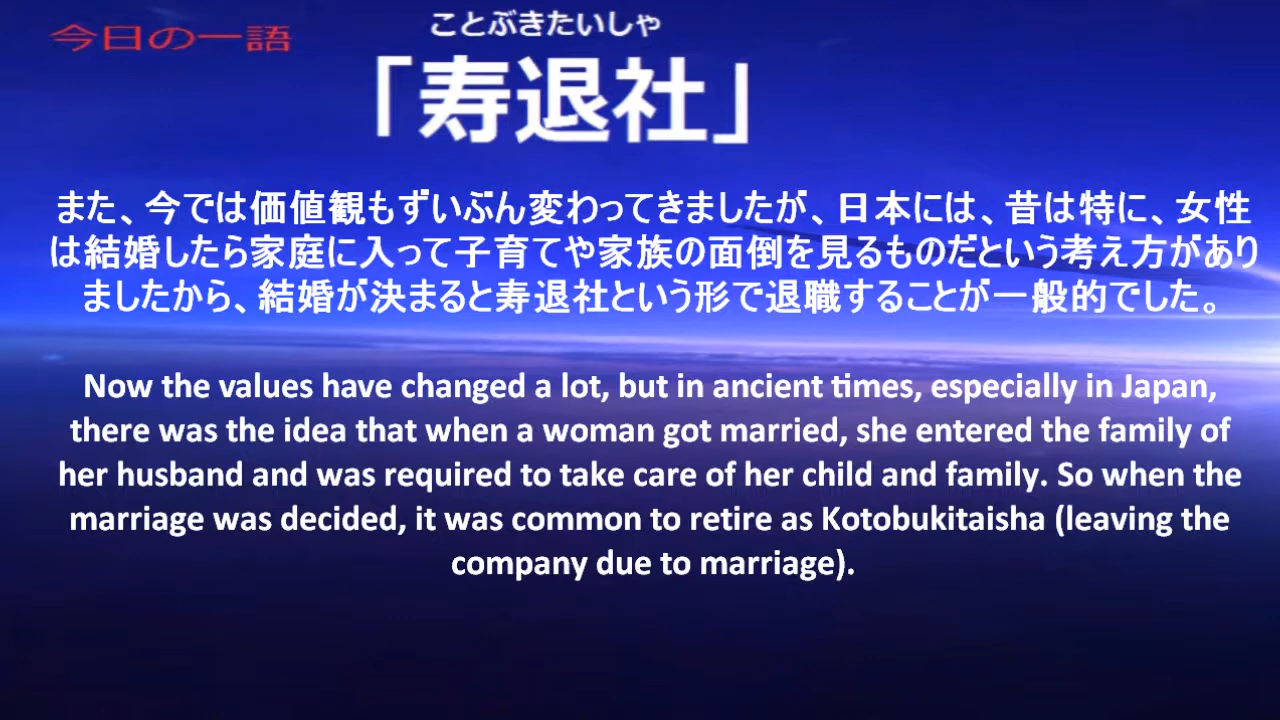 今日の一語
ことぶきたいしゃ
「寿退社」
また、今では価値観もずいぶん変わってきましたが、日本には、昔は特に、女性
は結婚したら家庭に入って子育てや家族の面倒を見るものだという考え方があり
ましたから、結婚が決まると寿退社という形で退職することが一般的でした。
Now the values have changed a lot, but in ancient times, especially in Japan,
there was the idea that when a woman got married, she entered the family of
her husband and was required to take care of her child and family. So when the
marriage was decided, it was common to retire as Kotobukitaisha (leaving the
company due to marriage).